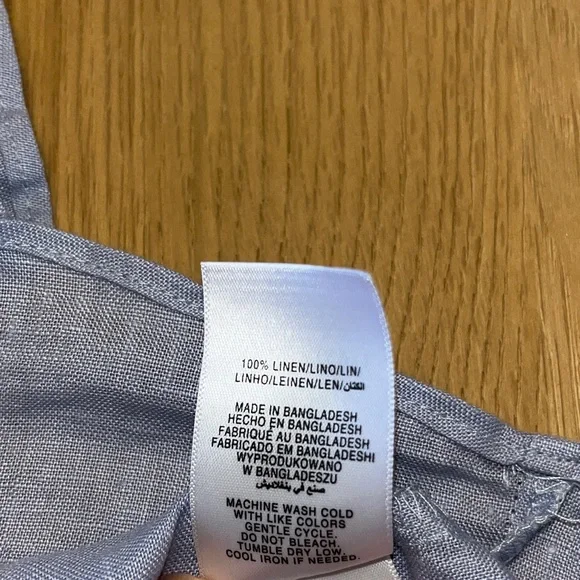 100% LINEN/LINO/LIN/
LINHO/LEINEN/LEN/الكتان
MADE IN BANGLADESH
HECHO EN BANGLADESH
FABRIQUÉ AU BANGLADESH
FABRICADO EM BANGLADESHI
WYPRODUKOWANO
W BANGLADESZU
صنع في بنغلاديش
MACHINE WASH COLD
WITH LIKE COLORS
GENTLE CYCLE.
DO NOT BLEACH.
TUMBLE DRY LOW.
COOL IRON IF NEEDED.